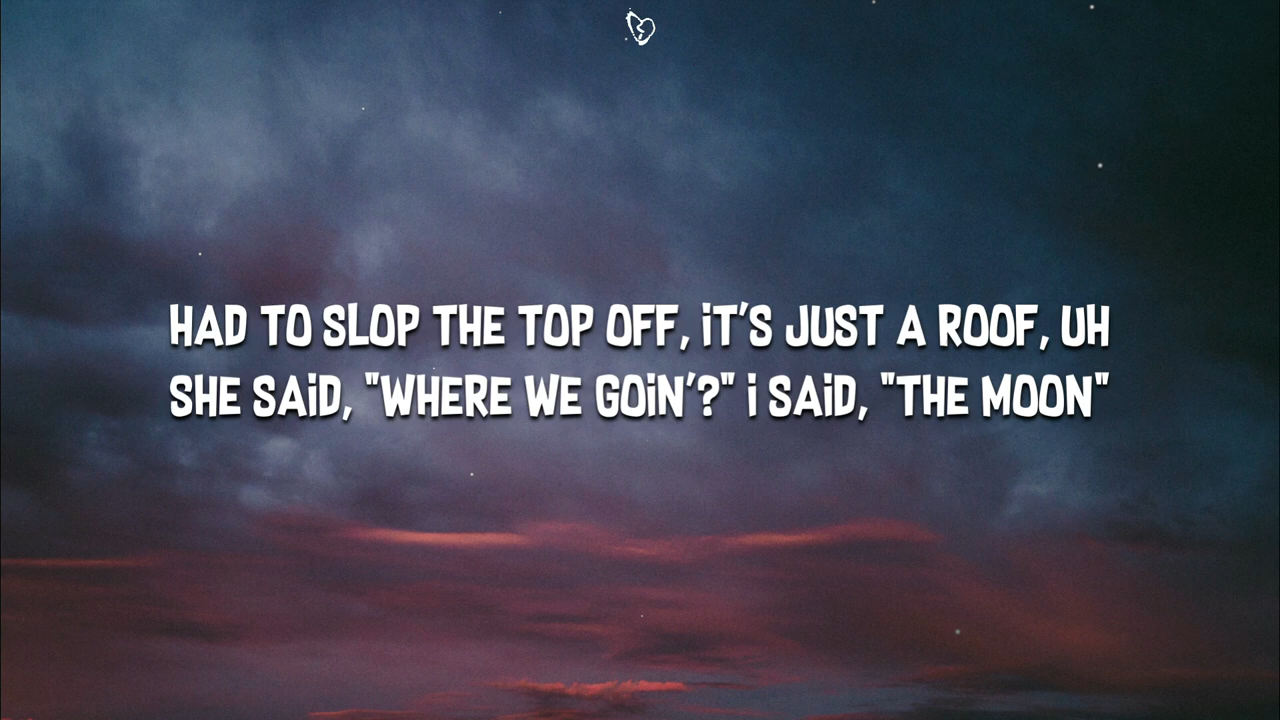 HAD TO SLOP THE TOP OFF, iT'S JUST A ROOF, UH
SHE SAiD, "WHERE WE GOiN'?" i SAiD, "THE MOON"